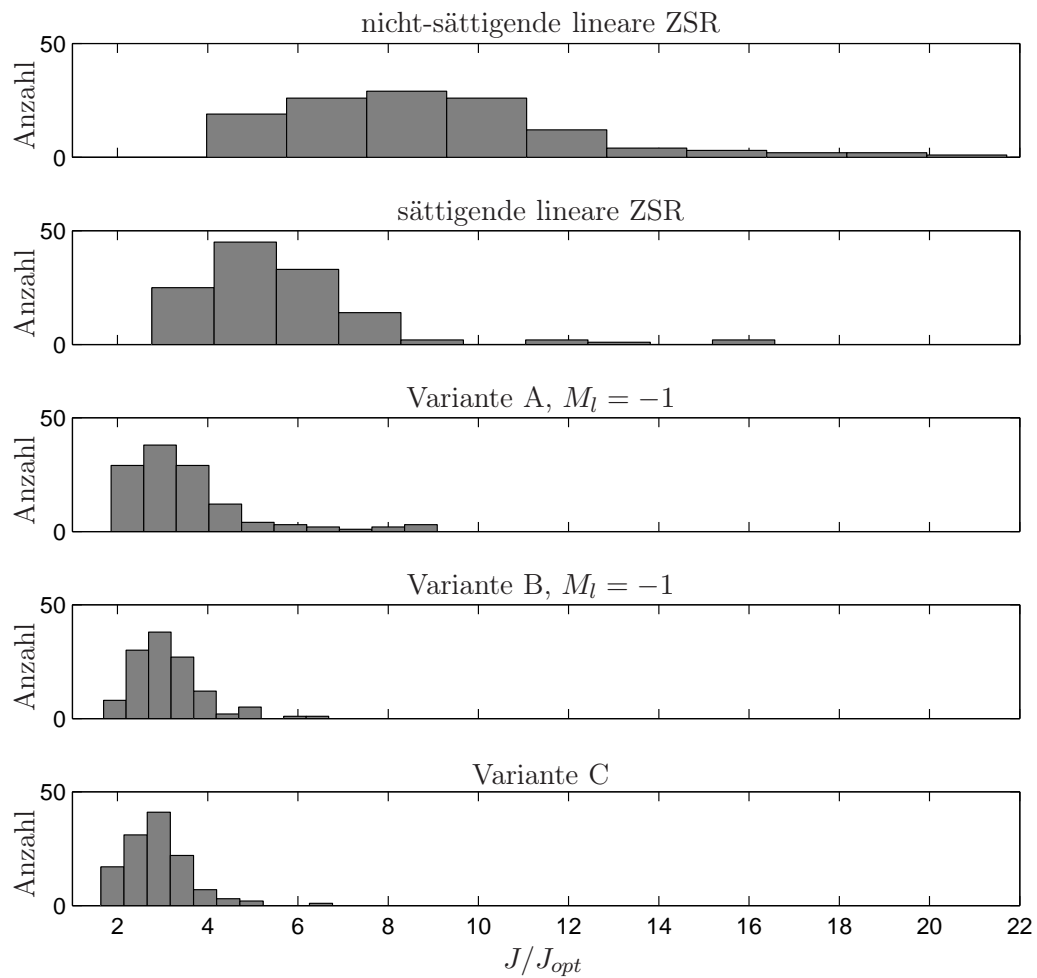 nicht-sättigende lineare ZSR
50
0
Anzahl
sättigende lineare ZSR
50
0
Anzahl
Variante A, $M_l = -1$
50
0
Anzahl
Variante B, $M_l = -1$
50
0
Anzahl
Variante C
50
0
Anzahl
2 4 6 8 10 12 14 16 18 20 22
$J/J_{opt}$